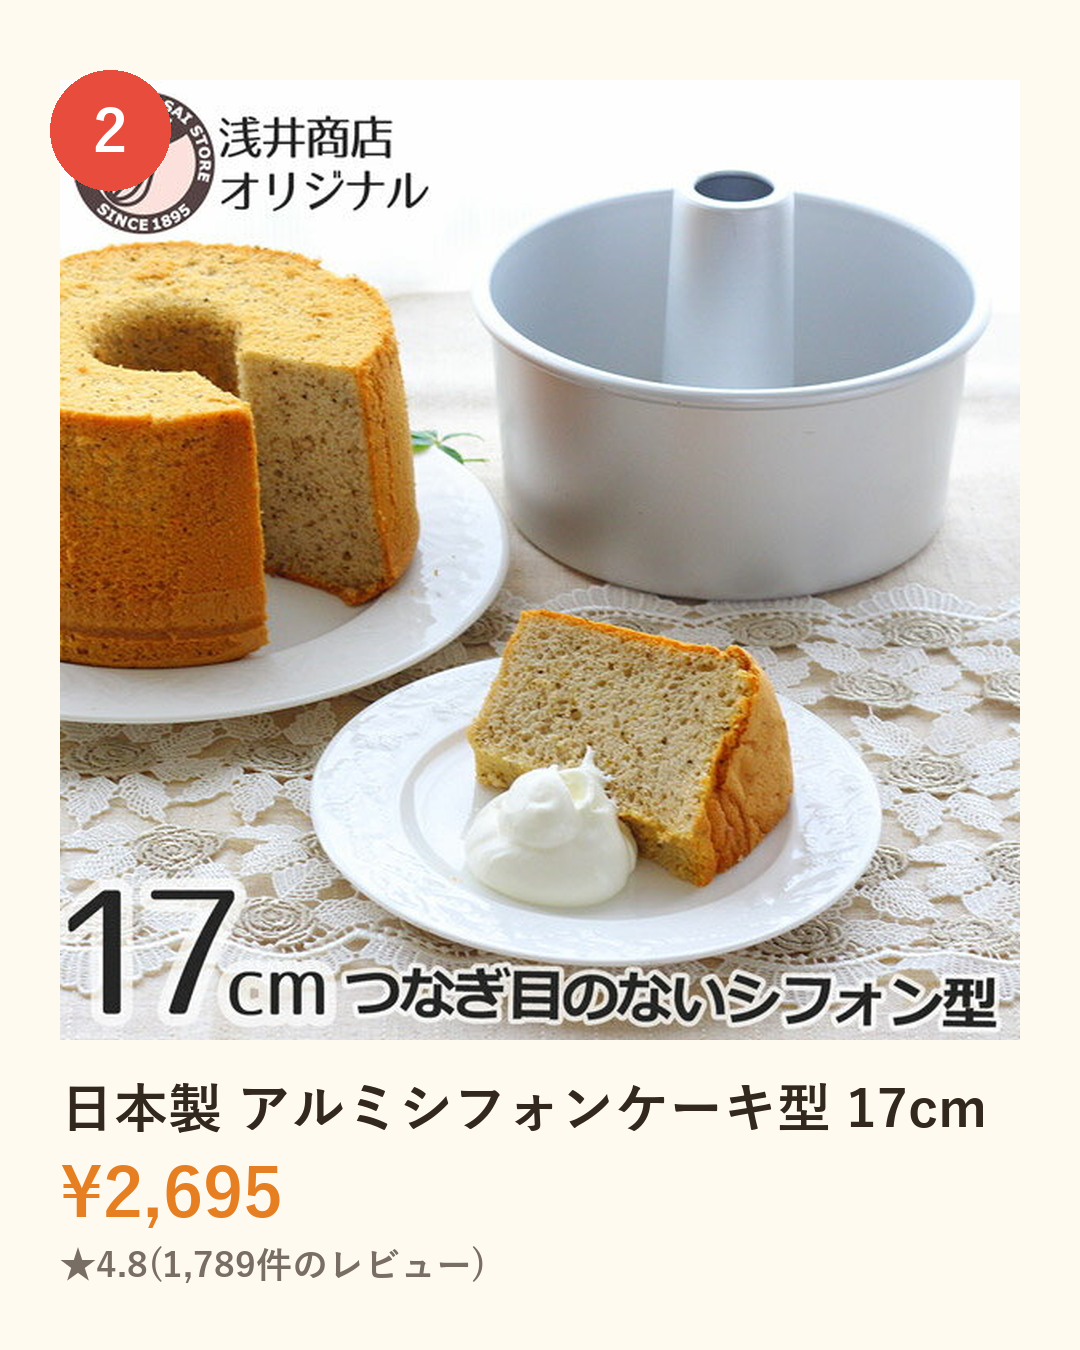 2
SAI STORE
SINCE 1895
浅井商店
オリジナル
17cm つなぎ目のないシフォン型
日本製 アルミシフォンケーキ型 17cm
¥2,695
★4.8(1,789件のレビュー)